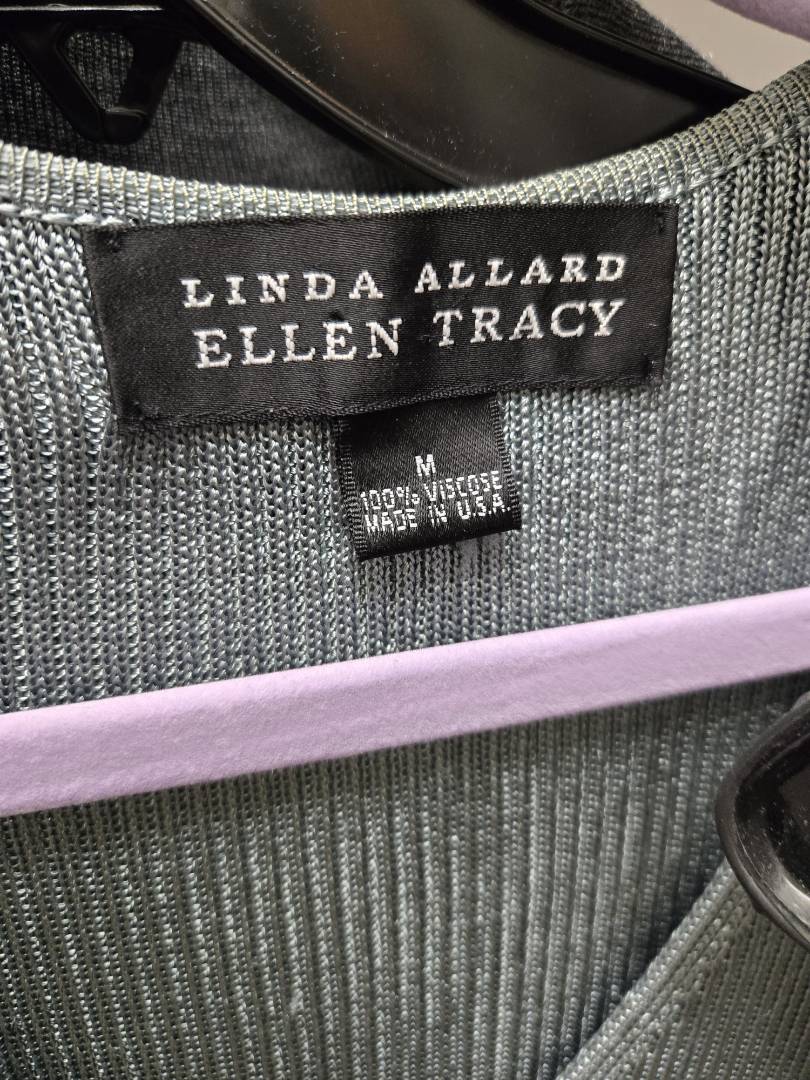 LINDA ALLARD
ELLEN TRACY
M
100% VISCOSE
MADE IN U.S.A.